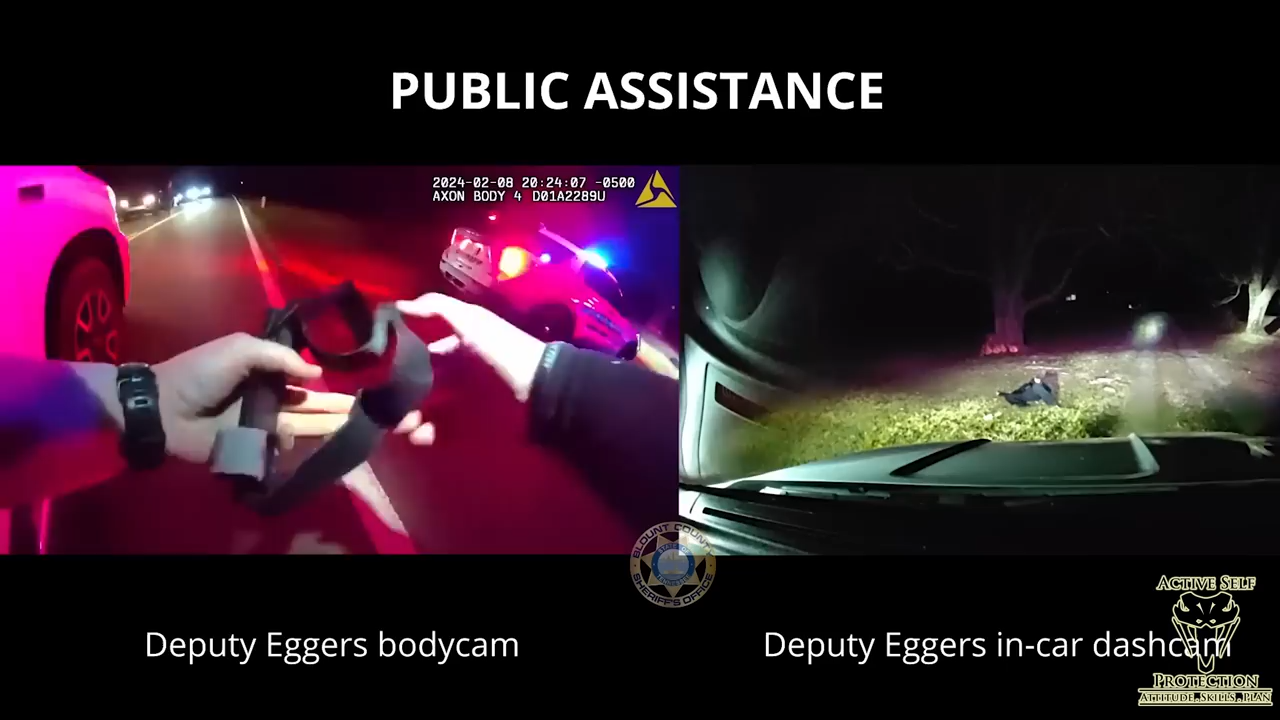 PUBLIC ASSISTANCE
2024-02-08 20:24:07 -0500
AXON BODY 4 D01A2289U
BLOUNT COUNTY
SHERIFF'S OFFICE
Deputy Eggers bodycam
Deputy Eggers in-car dashcam
ACTIVE SELF
PROTECTION
ATTITUDE. SKILLS. PLAN